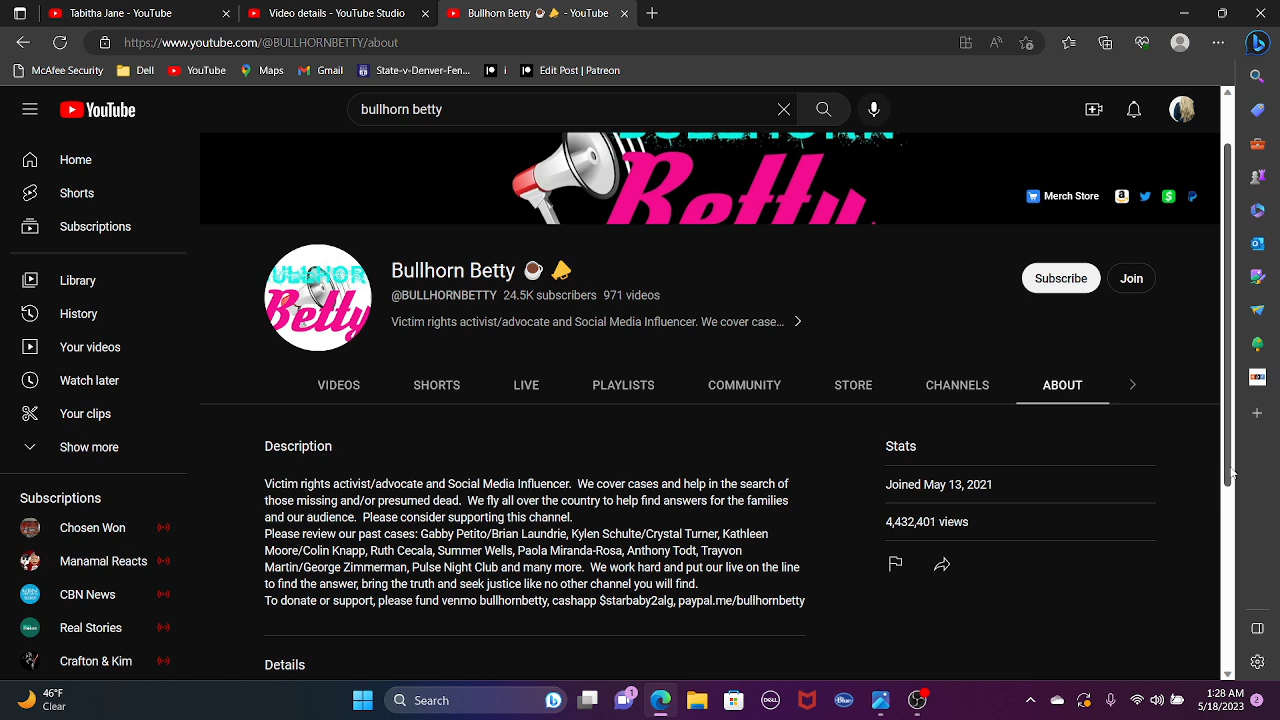 Tabitha Jane - YouTube
Video details - YouTube Studio
Bullhorn Betty ☕ 📣 - YouTube
https://www.youtube.com/@BULLHORNBETTY/about
McAfee Security
Dell
YouTube
Maps
Gmail
State-v-Denver-Fen...
i
Edit Post | Patreon
YouTube
bullhorn betty
Home
Shorts
Subscriptions
Library
History
Your videos
Watch later
Your clips
Show more
Subscriptions
Chosen Won
Manamal Reacts
CBN News
Real Stories
Crafton & Kim
BULLHORN
Betty
Merch Store
BULLHORN
Betty
Bullhorn Betty ☕ 📣
@BULLHORNBETTY 24.5K subscribers 971 videos
Victim rights activist/advocate and Social Media Influencer. We cover case...
Subscribe
Join
VIDEOS
SHORTS
LIVE
PLAYLISTS
COMMUNITY
STORE
CHANNELS
ABOUT
Description
Victim rights activist/advocate and Social Media Influencer. We cover cases and help in the search of
those missing and/or presumed dead. We fly all over the country to help find answers for the families
and our audience. Please consider supporting this channel.
Please review our past cases: Gabby Petito/Brian Laundrie, Kylen Schulte/Crystal Turner, Kathleen
Moore/Colin Knapp, Ruth Cecala, Summer Wells, Paola Miranda-Rosa, Anthony Todt, Trayvon
Martin/George Zimmerman, Pulse Night Club and many more. We work hard and put our live on the line
to find the answer, bring the truth and seek justice like no other channel you will find.
To donate or support, please fund venmo bullhornbetty, cashapp $starbaby2alg, paypal.me/bullhornbetty
Details
Stats
Joined May 13, 2021
4,432,401 views
46°F
Clear
Search
1
DELL
1:28 AM
5/18/2023
2